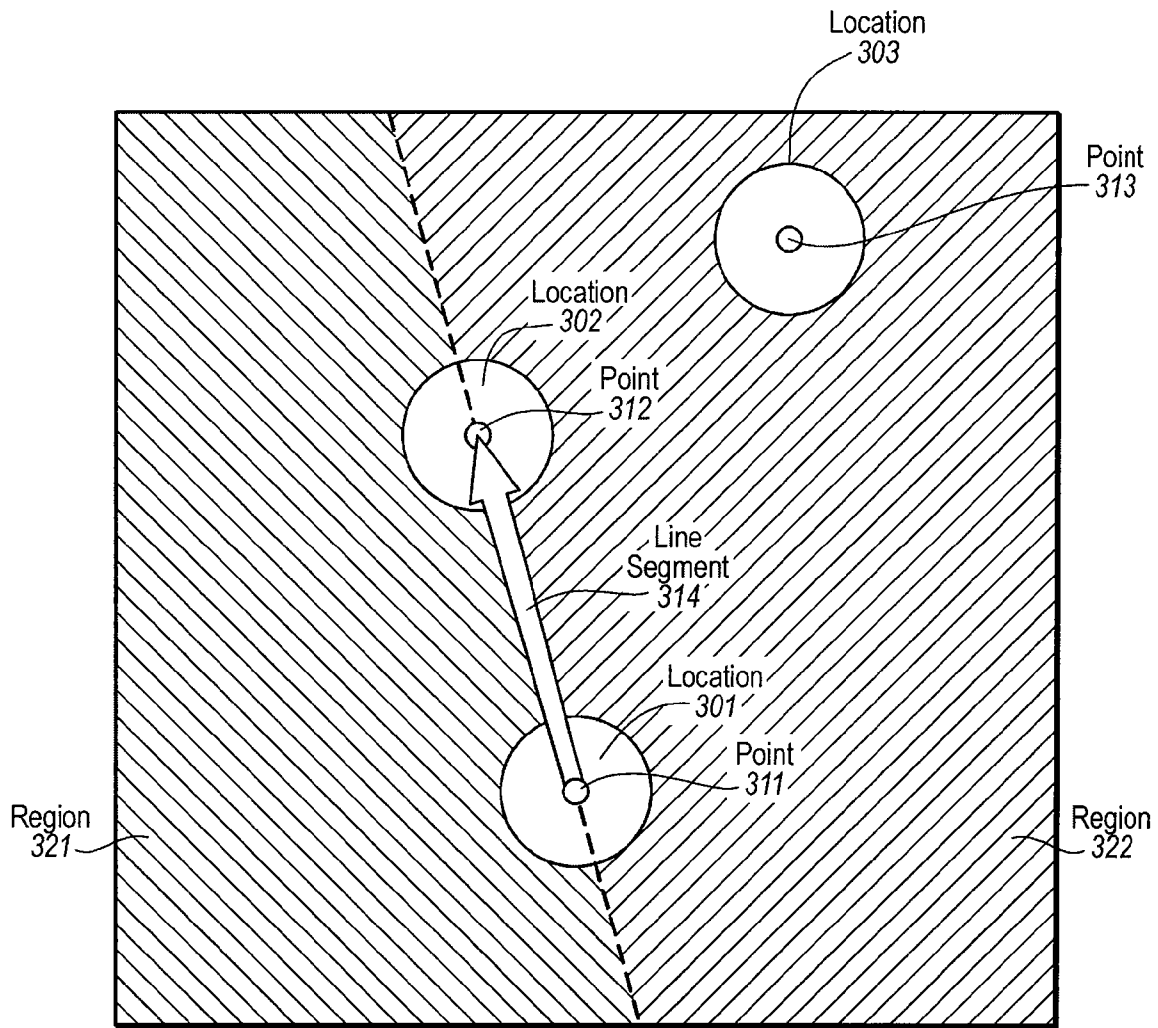 Location
303
Point
313
Location
302
Point
312
Line
Segment
314
Location
301
Point
311
Region
321
Region
322